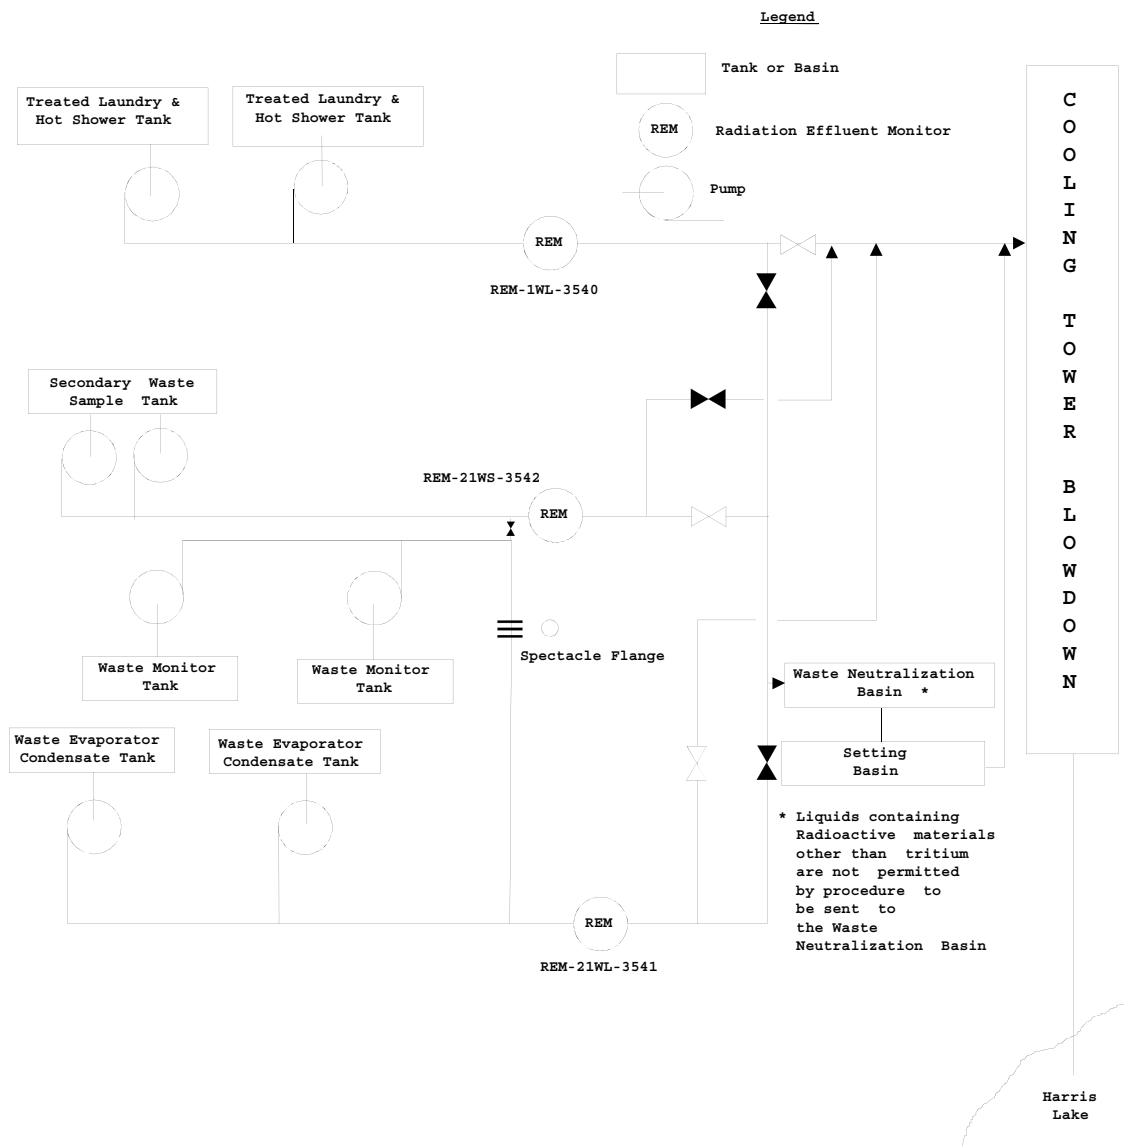 Legend
Tank or Basin
REM
Radiation Effluent Monitor
Pump
Treated Laundry &
Hot Shower Tank
Treated Laundry &
Hot Shower Tank
REM
REM-1WL-3540
COOLING TOWER BLOWDOWN
Secondary Waste
Sample Tank
REM-21WS-3542
REM
Spectacle Flange
Waste Monitor
Tank
Waste Monitor
Tank
Waste Neutralization
Basin *
Setting
Basin
Waste Evaporator
Condensate Tank
Waste Evaporator
Condensate Tank
* Liquids containing
Radioactive materials
other than tritium
are not permitted
by procedure to
be sent to
the Waste
Neutralization Basin
REM
REM-21WL-3541
Harris
Lake